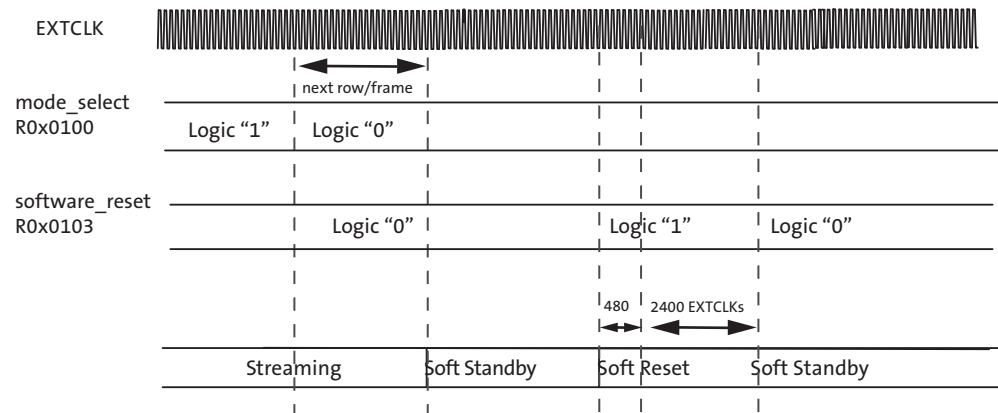 EXTCLK
next row/frame
mode_select
R0x0100
Logic “1” Logic “0”
software_reset
R0x0103
Logic “0” Logic “1” Logic “0”
480 2400 EXTCLKs
Streaming Soft Standby Soft Reset Soft Standby